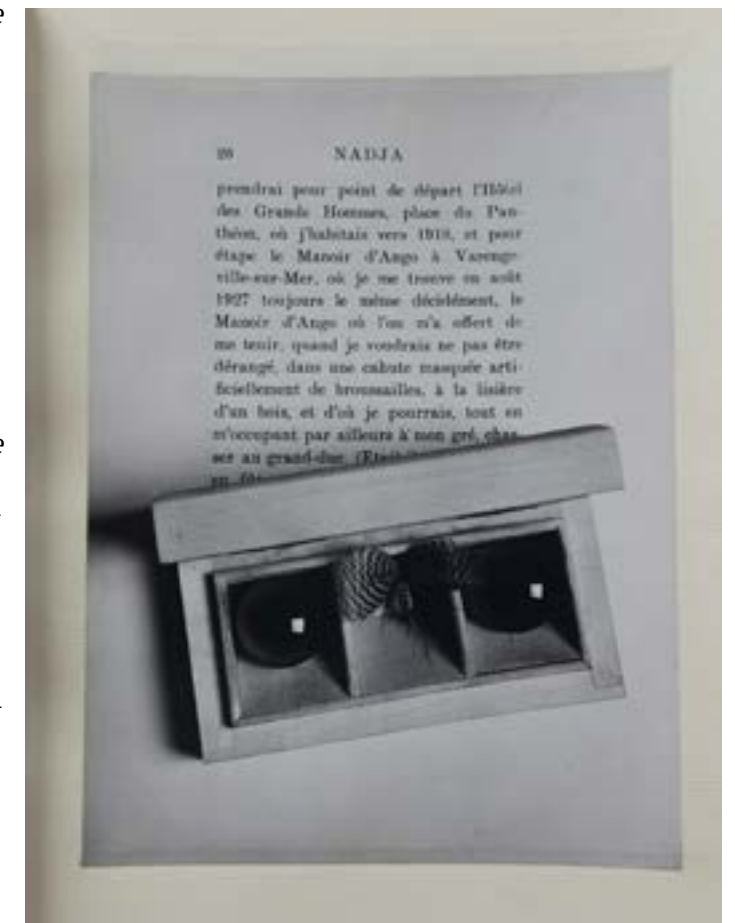 28 NADJA
prendrai pour point de départ l'Hôtel
des Grands Hommes, place du Pan-
théon, où j'habitais vers 1918, et pour
étape le Manoir d'Ango à Varenge-
ville-sur-Mer, où je me trouve en août
1927 toujours le même décidément, le
Manoir d'Ango où l'on m'a offert de
me tenir, quand je voudrais ne pas être
dérangé, dans une cahute masquée arti-
ficiellement de broussailles, à la lisière
d'un bois, et d'où je pourrais, tout en
m'occupant par ailleurs à mon gré, chas-
ser au grand-duc.